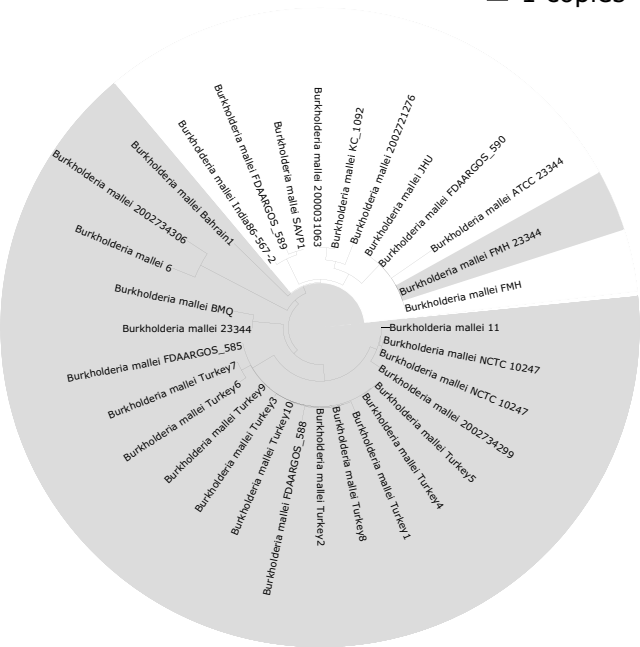 Burkholderia mallei Bahrain1
Burkholderia mallei India86-567-2
Burkholderia mallei FDAARGOS_589
Burkholderia mallei SAVP1
Burkholderia mallei 2000031063
Burkholderia mallei KC_1092
Burkholderia mallei 2002721276
Burkholderia mallei JHU
Burkholderia mallei FDAARGOS_590
Burkholderia mallei ATCC 23344
Burkholderia mallei FMH 23344
Burkholderia mallei FMH
Burkholderia mallei 11
Burkholderia mallei NCTC 10247
Burkholderia mallei NCTC 10247
Burkholderia mallei 2002734299
Burkholderia mallei Turkey5
Burkholderia mallei Turkey4
Burkholderia mallei Turkey1
Burkholderia mallei Turkey8
Burkholderia mallei Turkey2
Burkholderia mallei FDAARGOS_588
Burkholderia mallei Turkey10
Burkholderia mallei Turkey3
Burkholderia mallei Turkey9
Burkholderia mallei Turkey6
Burkholderia mallei Turkey7
Burkholderia mallei FDAARGOS_585
Burkholderia mallei 23344
Burkholderia mallei BMQ
Burkholderia mallei 6
Burkholderia mallei 2002734306